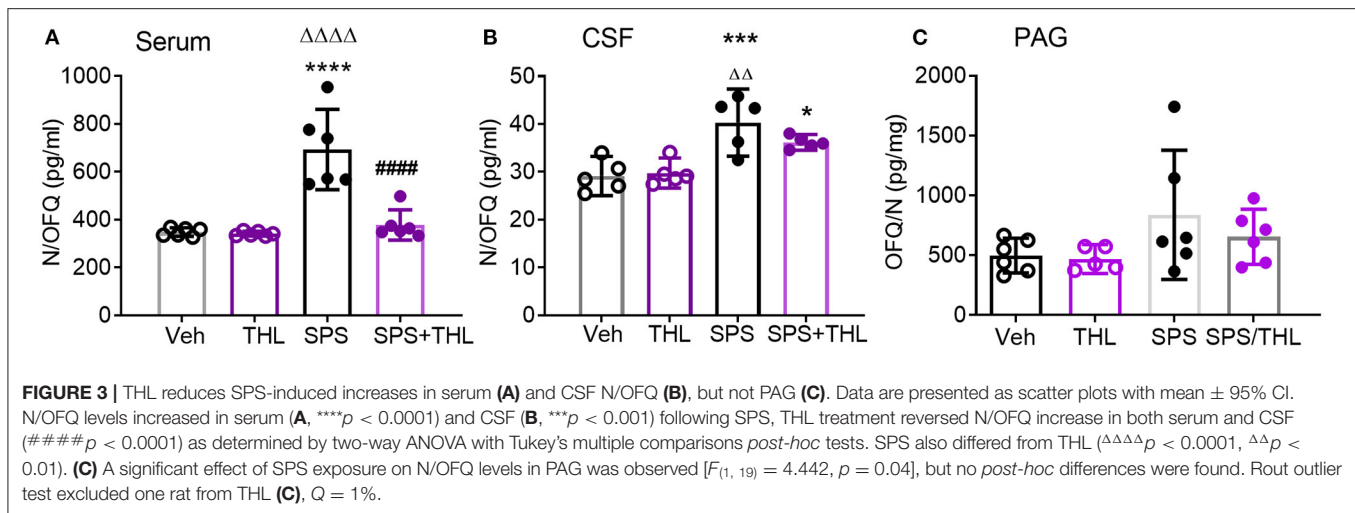 A Serum
ΔΔΔΔ
****
####
N/OFQ (pg/ml)
1000
800
600
400
200
0
Veh THL SPS SPS+THL
B CSF
***
ΔΔ
*
N/OFQ (pg/ml)
50
40
30
20
10
0
Veh THL SPS SPS+THL
C PAG
OFQ/N (pg/mg)
2000
1500
1000
500
0
Veh THL SPS SPS/THL
FIGURE 3 | THL reduces SPS-induced increases in serum (A) and CSF N/OFQ (B), but not PAG (C). Data are presented as scatter plots with mean ± 95% CI.
N/OFQ levels increased in serum (A, ****p < 0.0001) and CSF (B, ***p < 0.001) following SPS, THL treatment reversed N/OFQ increase in both serum and CSF
(####p < 0.0001) as determined by two-way ANOVA with Tukey's multiple comparisons post-hoc tests. SPS also differed from THL (ΔΔΔΔp < 0.0001, ΔΔp <
0.01). (C) A significant effect of SPS exposure on N/OFQ levels in PAG was observed [F(1, 19) = 4.442, p = 0.04], but no post-hoc differences were found. Rout outlier
test excluded one rat from THL (C), Q = 1%.